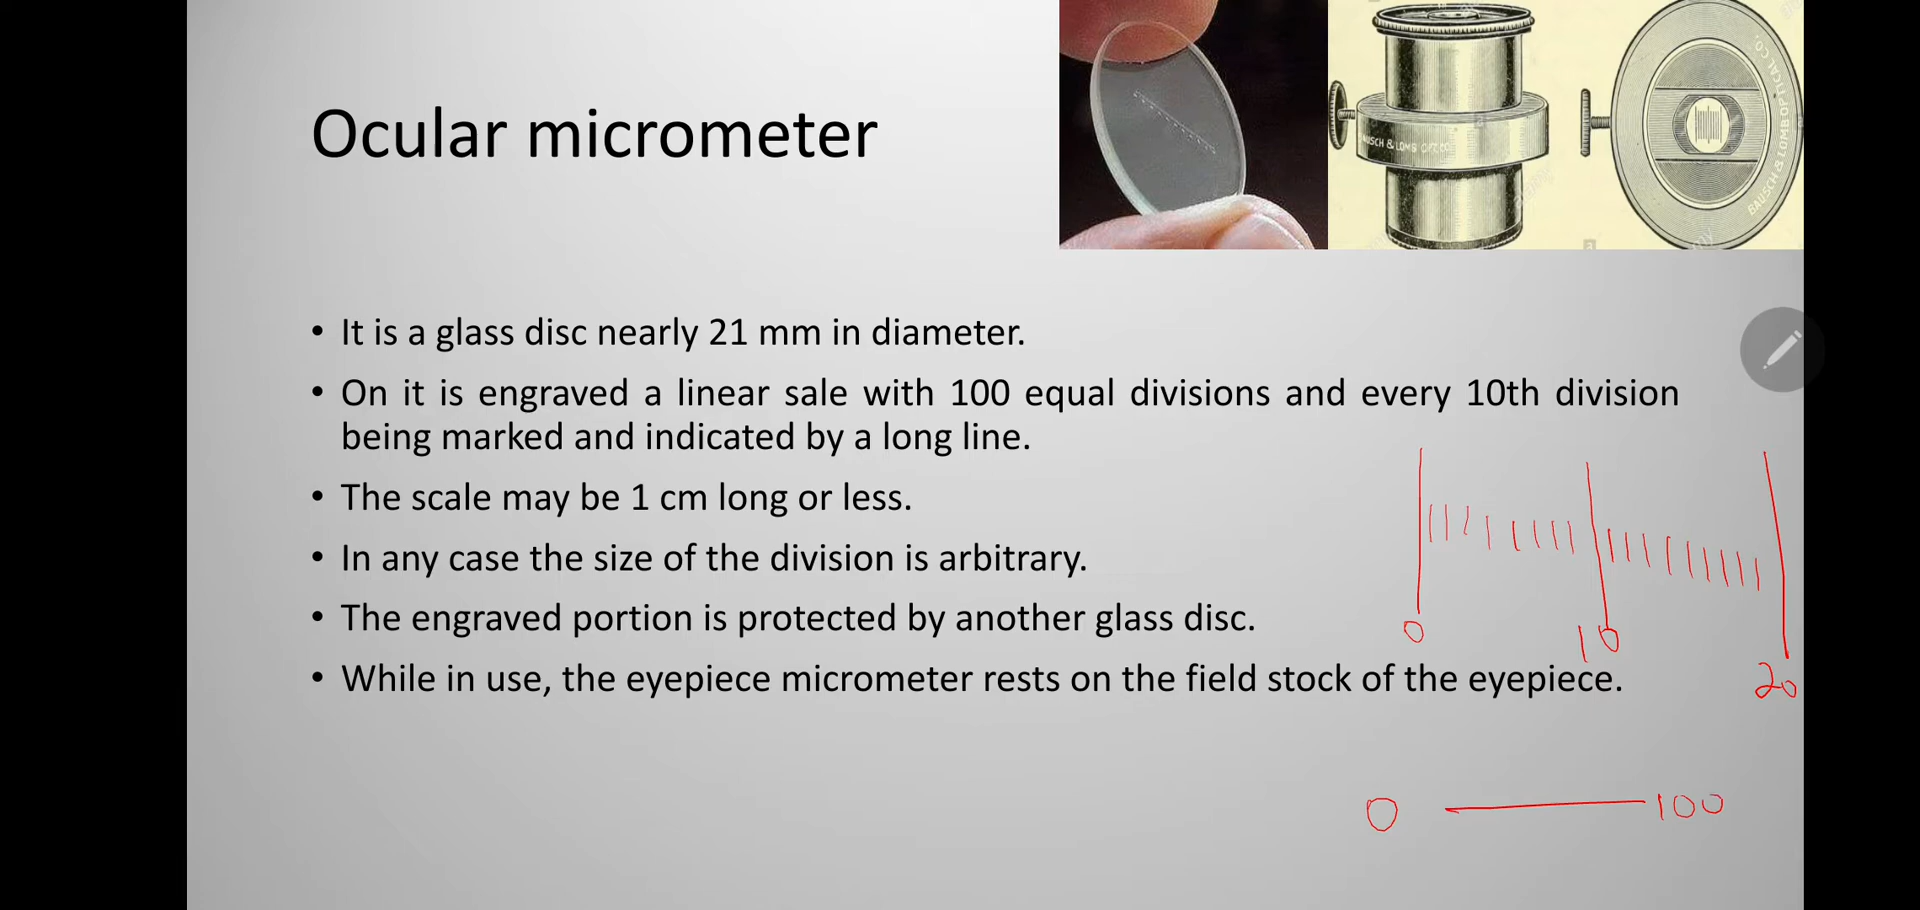 Ocular micrometer
BAUSCH & LOMB OPTICAL CO.
• It is a glass disc nearly 21 mm in diameter.
• On it is engraved a linear sale with 100 equal divisions and every 10th division
being marked and indicated by a long line.
• The scale may be 1 cm long or less.
• In any case the size of the division is arbitrary.
• The engraved portion is protected by another glass disc.
• While in use, the eyepiece micrometer rests on the field stock of the eyepiece.
0 10 20
0 100